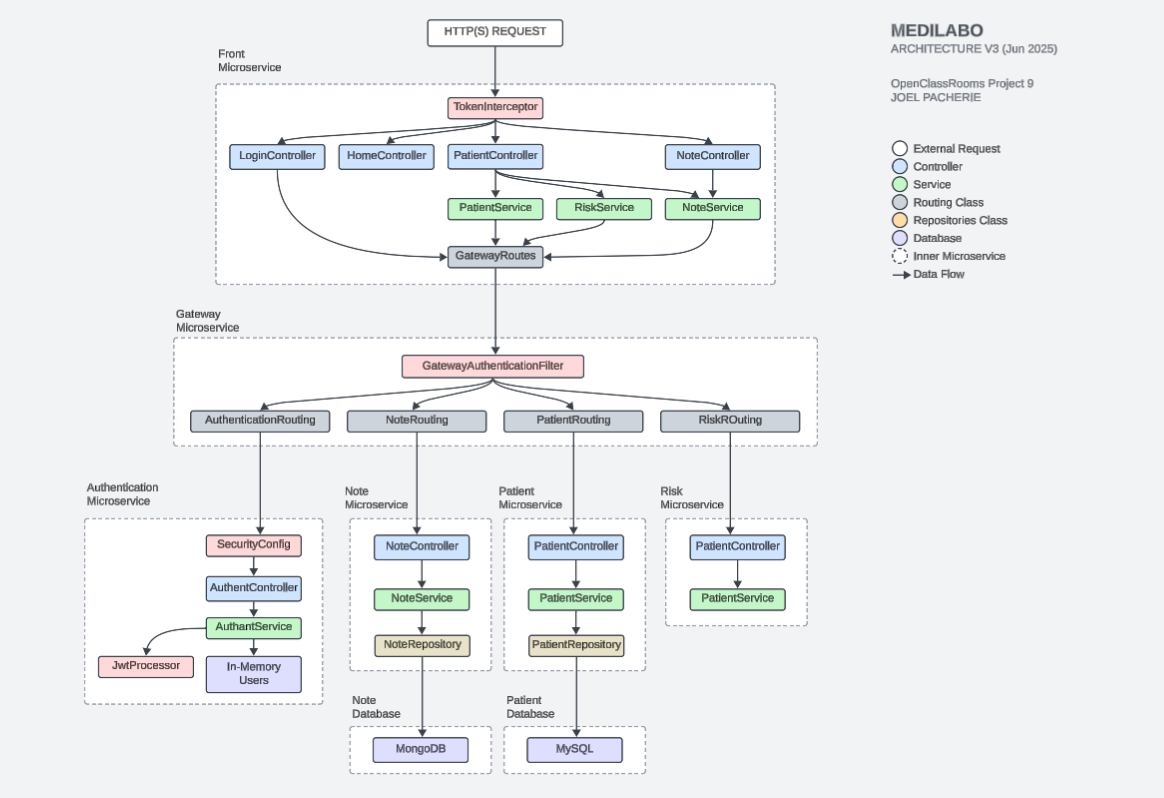 HTTP(S) REQUEST
MEDILABO
ARCHITECTURE V3 (Jun 2025)
OpenClassRooms Project 9
JOEL PACHERIE
External Request
Controller
Service
Routing Class
Repositories Class
Database
Inner Microservice
Data Flow
Front
Microservice
TokenInterceptor
LoginController
HomeController
PatientController
NoteController
PatientService
RiskService
NoteService
GatewayRoutes
Gateway
Microservice
GatewayAuthenticationFilter
AuthenticationRouting
NoteRouting
PatientRouting
RiskROuting
Authentication
Microservice
SecurityConfig
AuthentController
AuthantService
JwtProcessor
In-Memory
Users
Note
Microservice
NoteController
NoteService
NoteRepository
Note
Database
MongoDB
Patient
Microservice
PatientController
PatientService
PatientRepository
Patient
Database
MySQL
Risk
Microservice
PatientController
PatientService